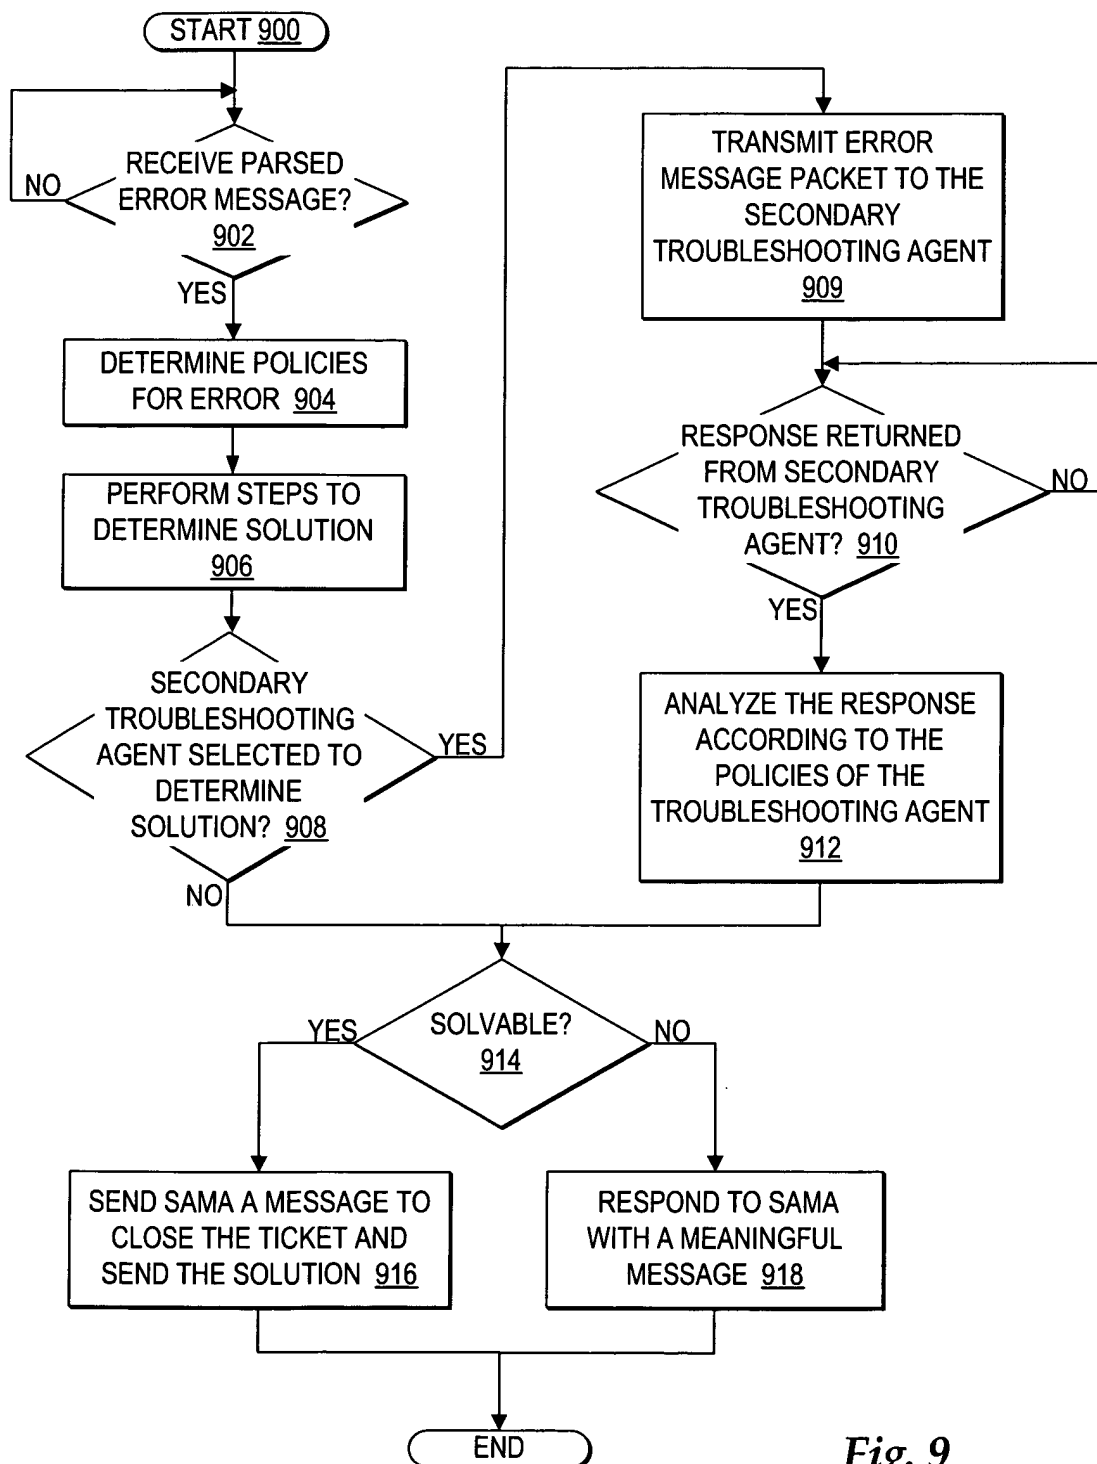 START 900
RECEIVE PARSED
ERROR MESSAGE?
902
NO
YES
DETERMINE POLICIES
FOR ERROR 904
PERFORM STEPS TO
DETERMINE SOLUTION
906
SECONDARY
TROUBLESHOOTING
AGENT SELECTED TO
DETERMINE
SOLUTION? 908
YES
NO
TRANSMIT ERROR
MESSAGE PACKET TO THE
SECONDARY
TROUBLESHOOTING AGENT
909
RESPONSE RETURNED
FROM SECONDARY
TROUBLESHOOTING
AGENT? 910
NO
YES
ANALYZE THE RESPONSE
ACCORDING TO THE
POLICIES OF THE
TROUBLESHOOTING AGENT
912
SOLVABLE?
914
YES
NO
SEND SAMA A MESSAGE TO
CLOSE THE TICKET AND
SEND THE SOLUTION 916
RESPOND TO SAMA
WITH A MEANINGFUL
MESSAGE 918
END
Fig. 9